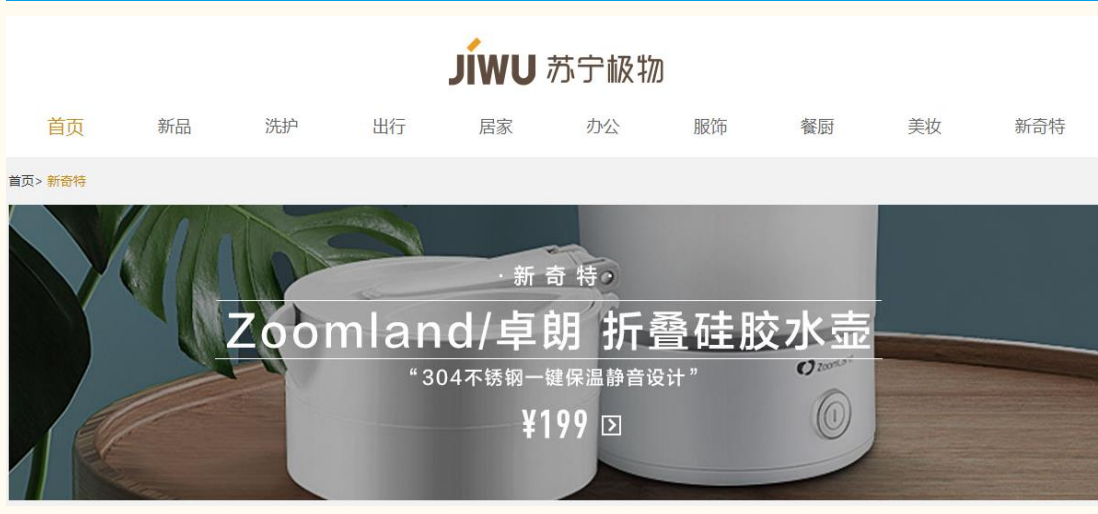 JIWU 苏宁极物
首页 新品 洗护 出行 居家 办公 服饰 餐厨 美妆 新奇特
首页> 新奇特
·新奇特
Zoomland/卓朗 折叠硅胶水壶
“304不锈钢一键保温静音设计”
¥199
Zoomland